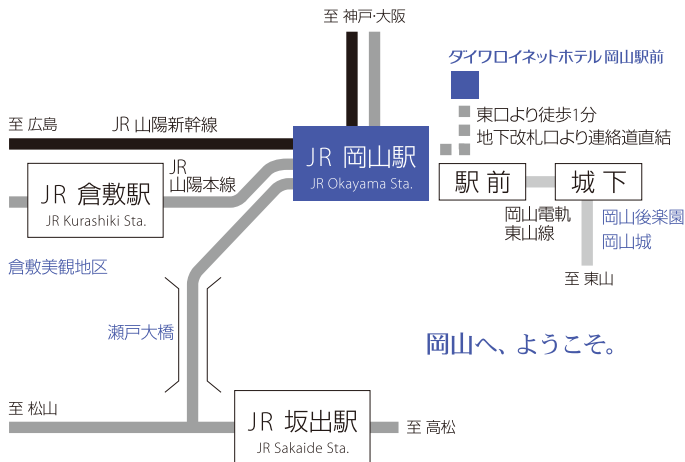 至 神戸・大阪
ダイワロイネットホテル 岡山駅前
東口より徒歩1分
地下改札口より連絡道直結
至 広島
JR 山陽新幹線
JR 岡山駅
JR Okayama Sta.
JR
山陽本線
JR 倉敷駅
JR Kurashiki Sta.
駅 前
城 下
岡山電軌
東山線
岡山後楽園
岡山城
至 東山
倉敷美観地区
瀬戸大橋
岡山へ、ようこそ。
至 松山
JR 坂出駅
JR Sakaide Sta.
至 高松